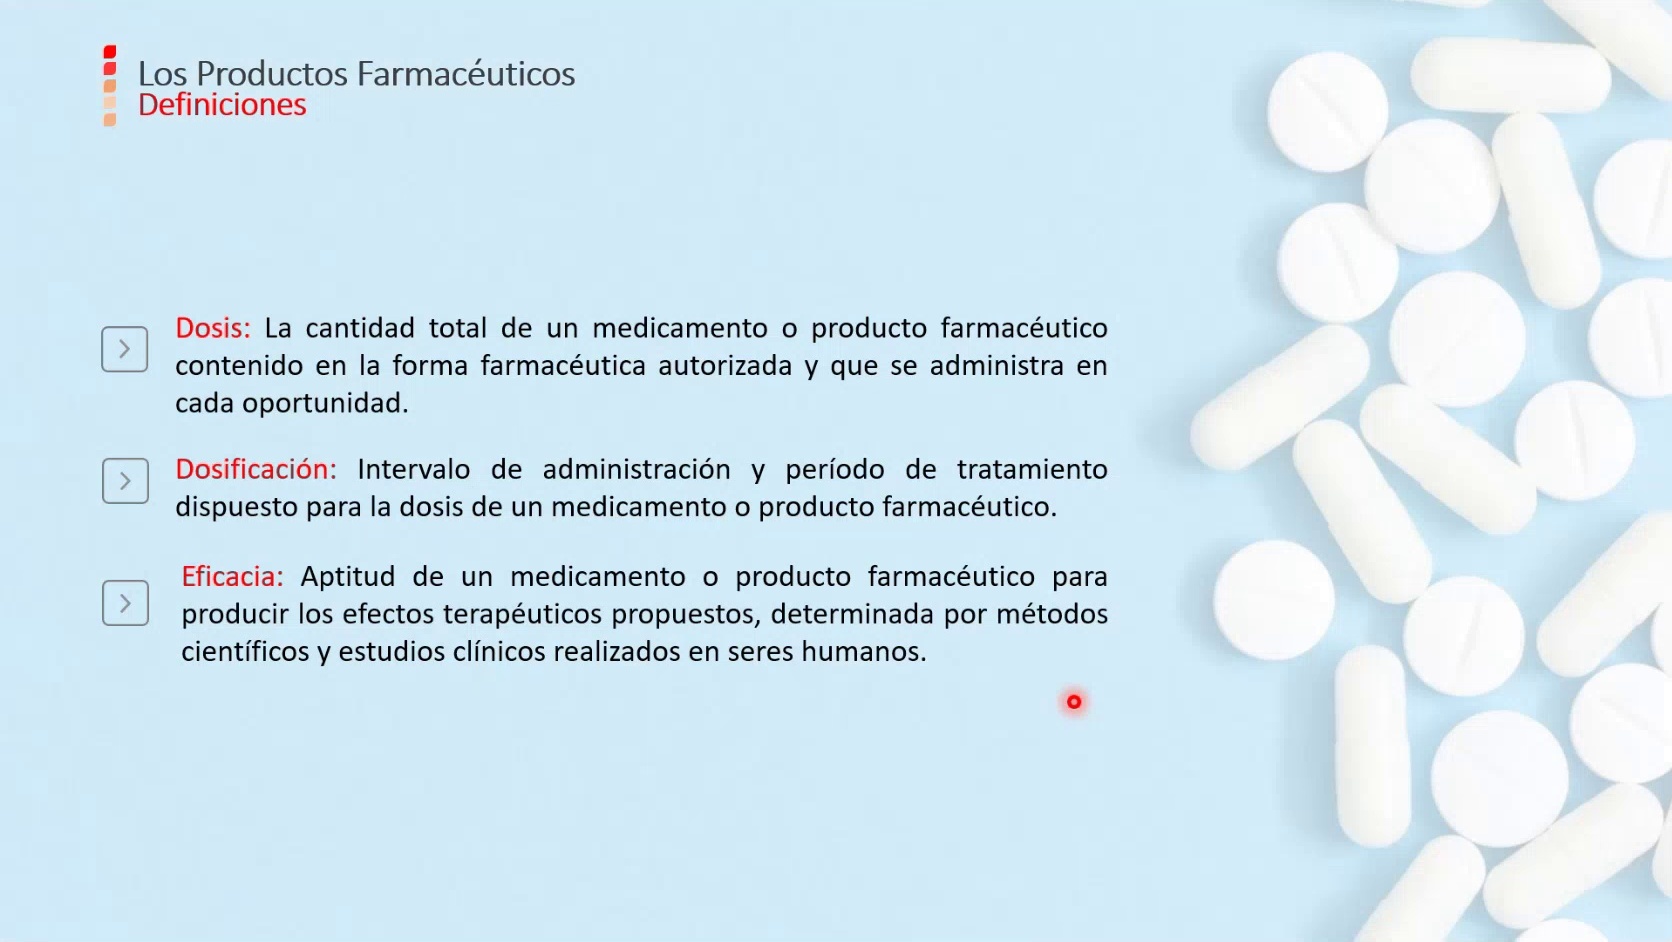 Los Productos Farmacéuticos
Definiciones
Dosis: La cantidad total de un medicamento o producto farmacéutico
contenido en la forma farmacéutica autorizada y que se administra en
cada oportunidad.
Dosificación: Intervalo de administración y período de tratamiento
dispuesto para la dosis de un medicamento o producto farmacéutico.
Eficacia: Aptitud de un medicamento o producto farmacéutico para
producir los efectos terapéuticos propuestos, determinada por métodos
científicos y estudios clínicos realizados en seres humanos.